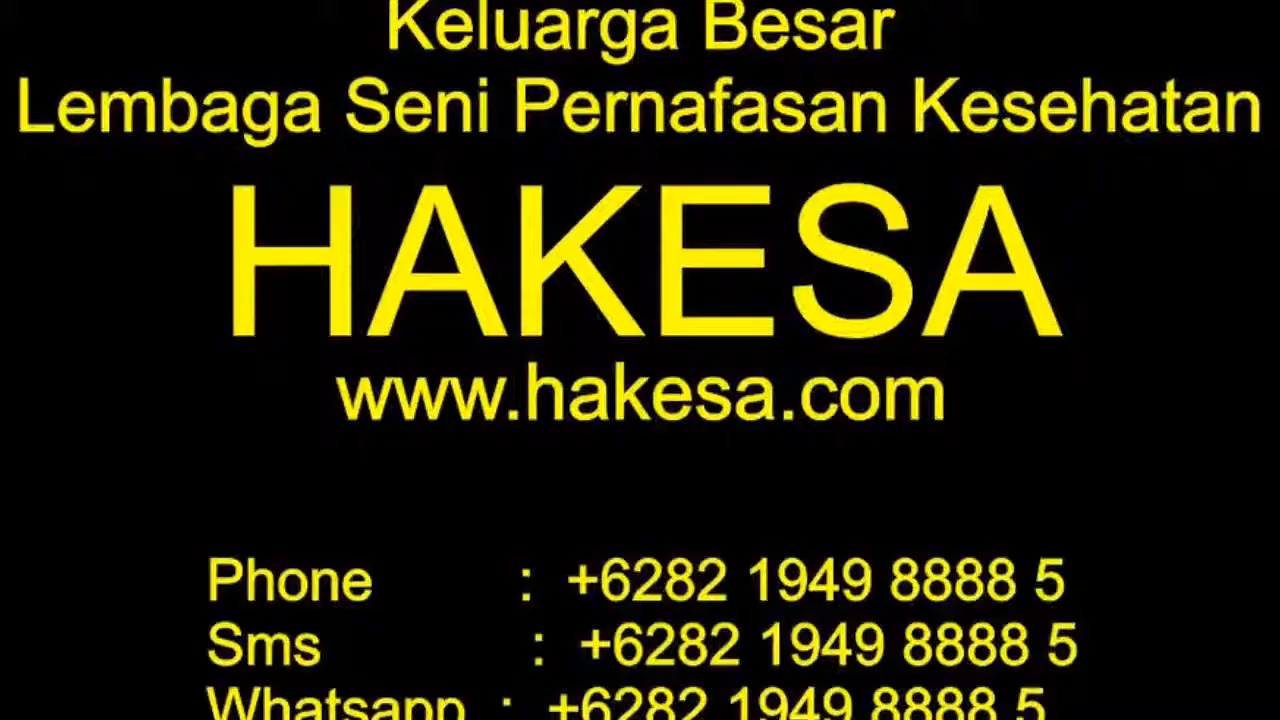 Keluarga Besar
Lembaga Seni Pernafasan Kesehatan
HAKESA
www.hakesa.com
Phone : +6282 1949 8888 5
Sms : +6282 1949 8888 5
Whatsapp : +6282 1949 8888 5